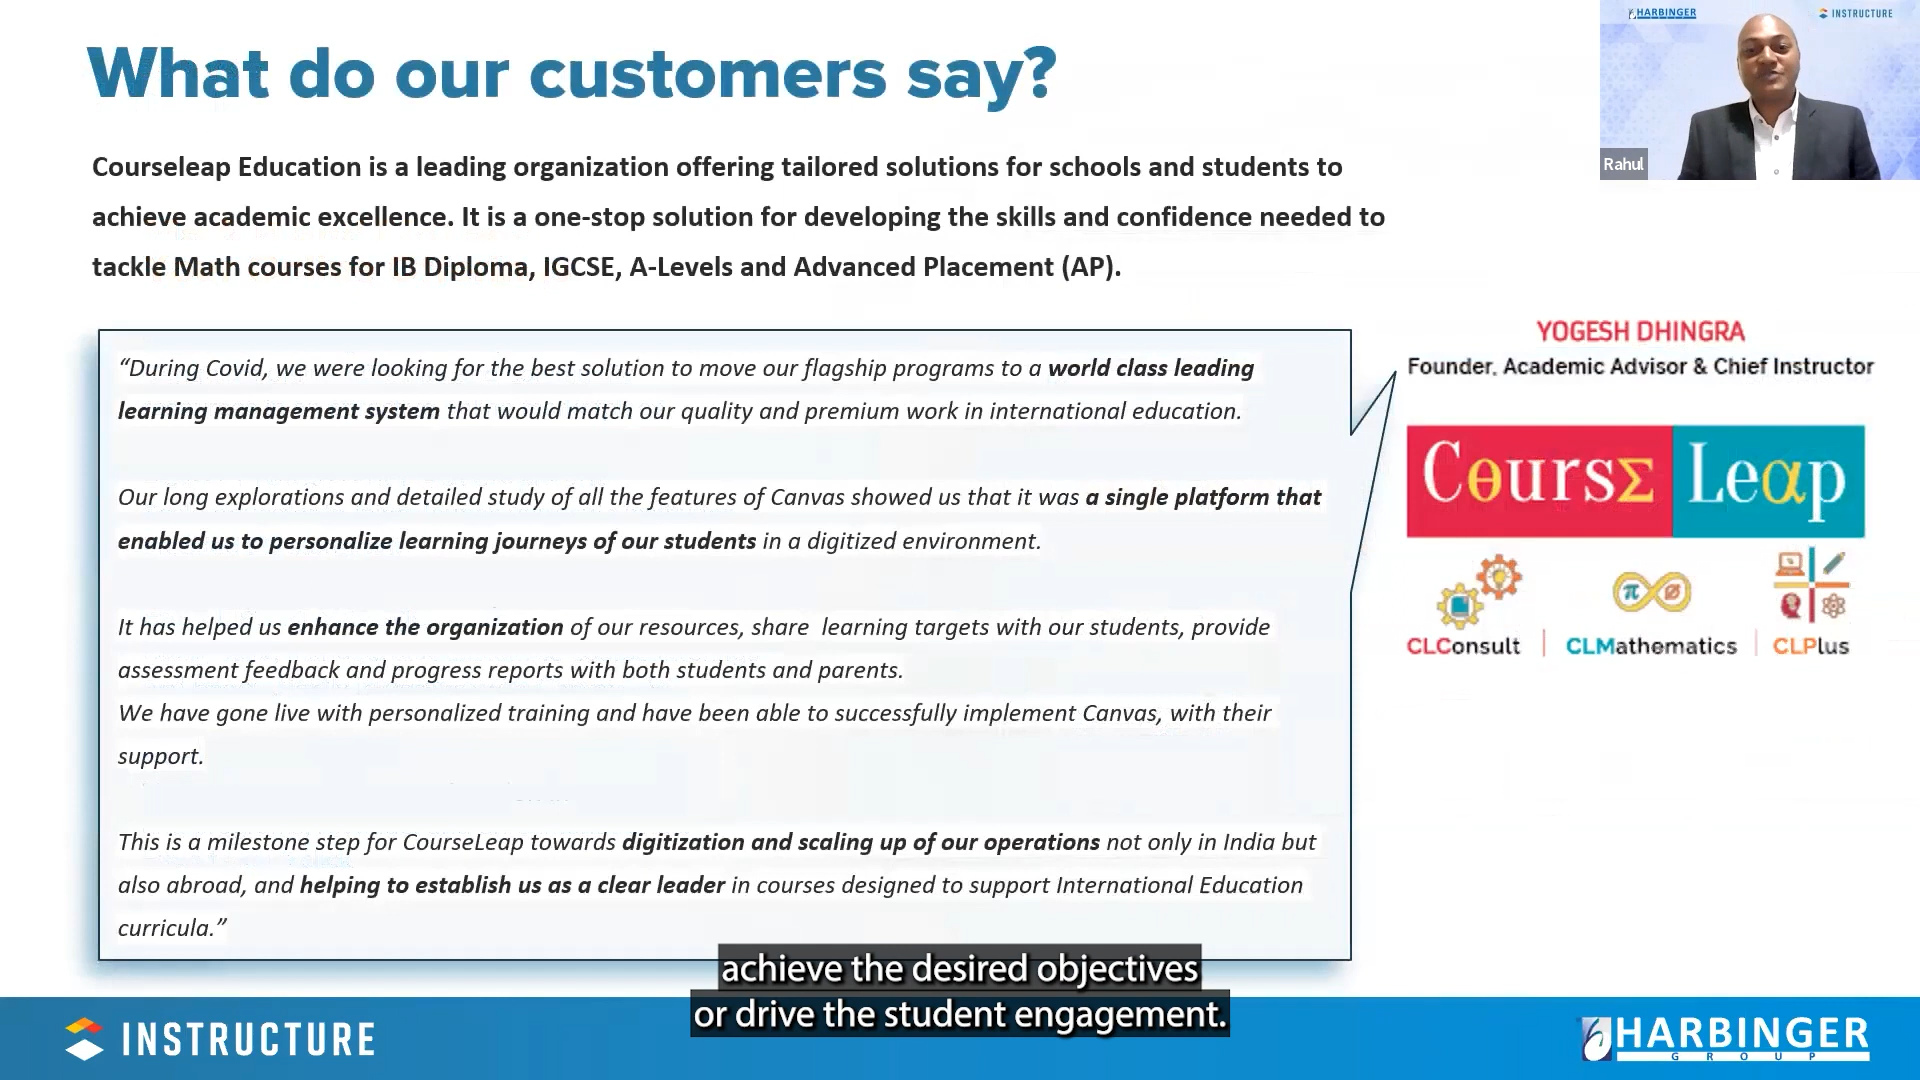 What do our customers say?
HARBINGER
INSTRUCTURE
Rahul
Courseleap Education is a leading organization offering tailored solutions for schools and students to
achieve academic excellence. It is a one-stop solution for developing the skills and confidence needed to
tackle Math courses for IB Diploma, IGCSE, A-Levels and Advanced Placement (AP).
“During Covid, we were looking for the best solution to move our flagship programs to a world class leading
learning management system that would match our quality and premium work in international education.
Our long explorations and detailed study of all the features of Canvas showed us that it was a single platform that
enabled us to personalize learning journeys of our students in a digitized environment.
It has helped us enhance the organization of our resources, share learning targets with our students, provide
assessment feedback and progress reports with both students and parents.
We have gone live with personalized training and have been able to successfully implement Canvas, with their
support.
This is a milestone step for CourseLeap towards digitization and scaling up of our operations not only in India but
also abroad, and helping to establish us as a clear leader in courses designed to support International Education
curricula.”
YOGESH DHINGRA
Founder, Academic Advisor & Chief Instructor
CθursΣ Leαp
π Ø
CLConsult | CLMathematics | CLPlus
achieve the desired objectives
or drive the student engagement.
INSTRUCTURE
HARBINGER
GROUP